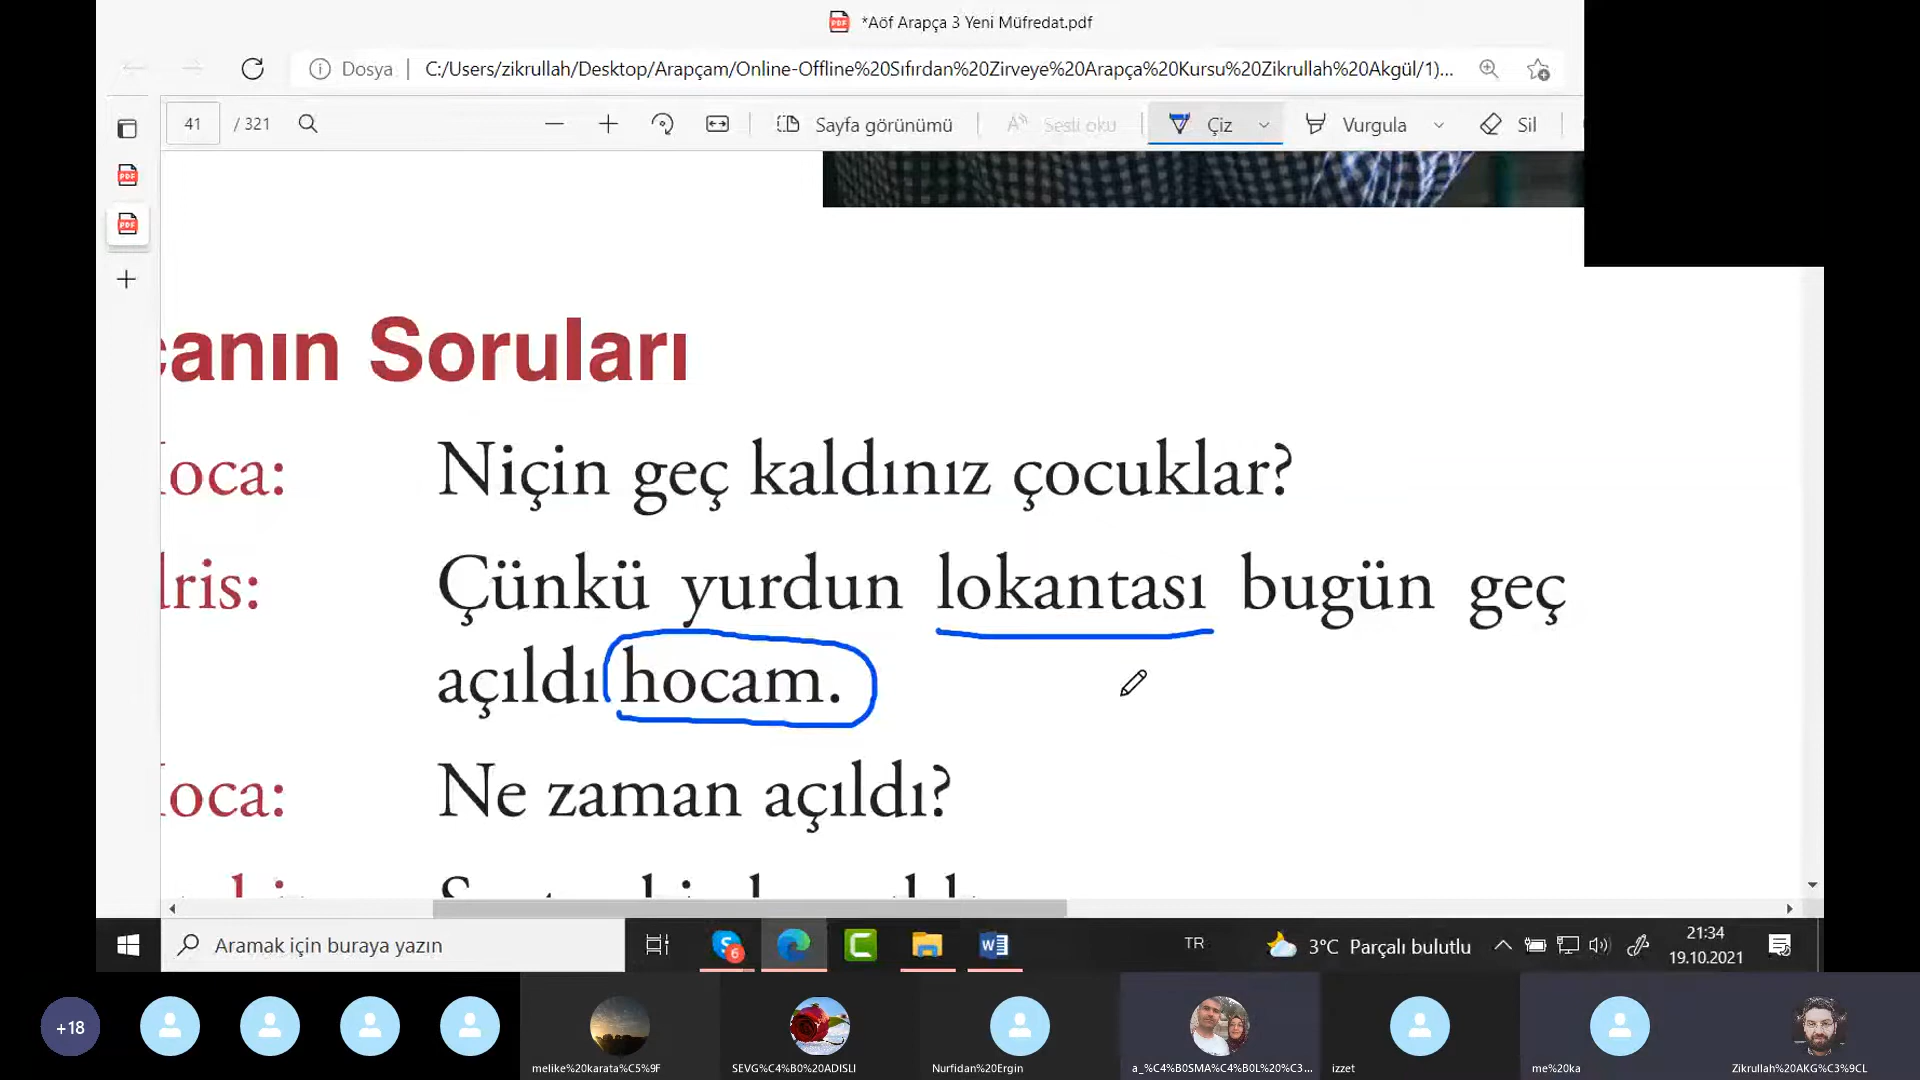 *Aöf Arapça 3 Yeni Müfredat.pdf
Dosya
C:/Users/zikrullah/Desktop/Arapçam/Online-Offline%20Sıfırdan%20Zirveye%20Arapça%20Kursu%20Zikrullah%20Akgül/1)...
41 / 321
Sayfa görünümü
Sesli oku
Çiz
Vurgula
Sil
canın Soruları
oca: Niçin geç kaldınız çocuklar?
dris: Çünkü yurdun lokantası bugün geç
açıldı hocam.
oca: Ne zaman açıldı?
Aramak için buraya yazın
6
TR
3°C Parçalı bulutlu
21:34
19.10.2021
+18
melike%20karata%C5%9F
SEVG%C4%B0%20ADISLI
Nurfidan%20Ergin
a_%C4%B0SMA%C4%B0L%20%C3...
izzet
me%20ka
Zikrullah%20AKG%C3%9CL